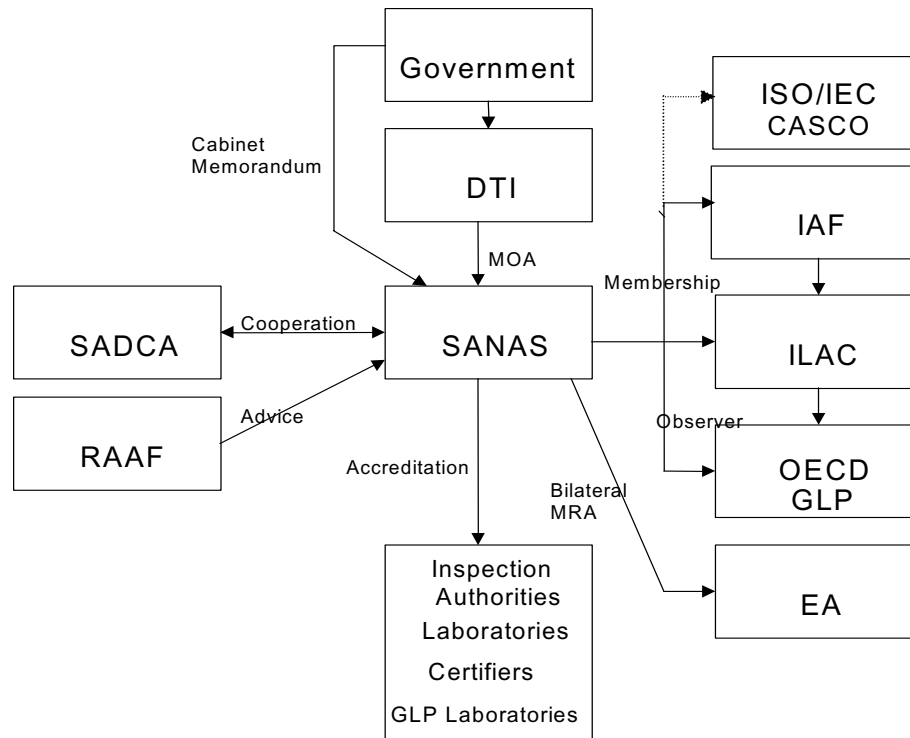 Government
ISO/IEC
CASCO
Cabinet
Memorandum
DTI
IAF
MOA
Membership
SADCA
Cooperation
SANAS
ILAC
RAAF
Advice
Observer
Accreditation
Bilateral
MRA
OECD
GLP
Inspection
Authorities
Laboratories
Certifiers
GLP Laboratories
EA